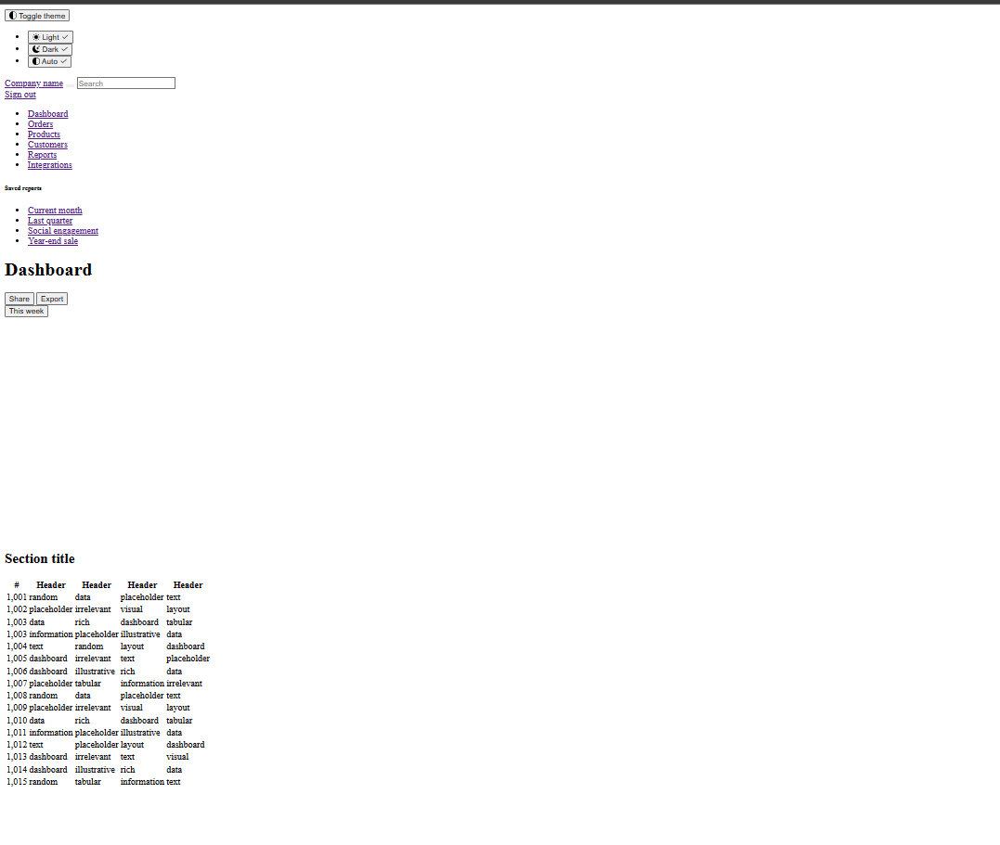 Toggle theme
Light
Dark
Auto
Company name Search
Sign out
Dashboard
Orders
Products
Customers
Reports
Integrations
Saved reports
Current month
Last quarter
Social engagement
Year-end sale
Dashboard
Share Export
This week
Section title
# Header Header Header Header
1,001 random data placeholder text
1,002 placeholder irrelevant visual layout
1,003 data rich dashboard tabular
1,003 information placeholder illustrative data
1,004 text random layout dashboard
1,005 dashboard irrelevant text placeholder
1,006 dashboard illustrative rich data
1,007 placeholder tabular information irrelevant
1,008 random data placeholder text
1,009 placeholder irrelevant visual layout
1,010 data rich dashboard tabular
1,011 information placeholder illustrative data
1,012 text placeholder layout dashboard
1,013 dashboard irrelevant text visual
1,014 dashboard illustrative rich data
1,015 random tabular information text